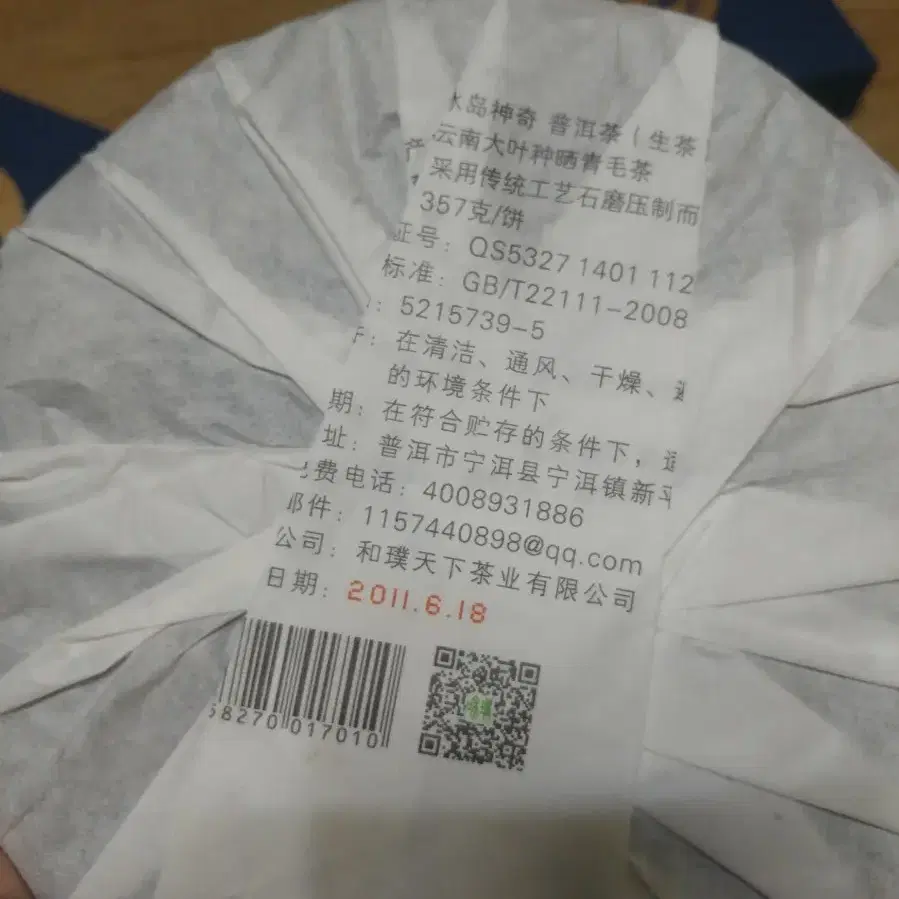 水岛神奇 普洱茶（生茶）
云南大叶种晒青毛茶
采用传统工艺石磨压制而
357克/饼
证号：QS5327 1401 112
标准：GB/T22111-2008
：5215739-5
：在清洁、通风、干燥、
的环境条件下
期：在符合贮存的条件下，
址：普洱市宁洱县宁洱镇新平
费电话：4008931886
邮件：1157440898@qq.com
公司：和璞天下茶业有限公司
日期：2011.6.18
58270 017010